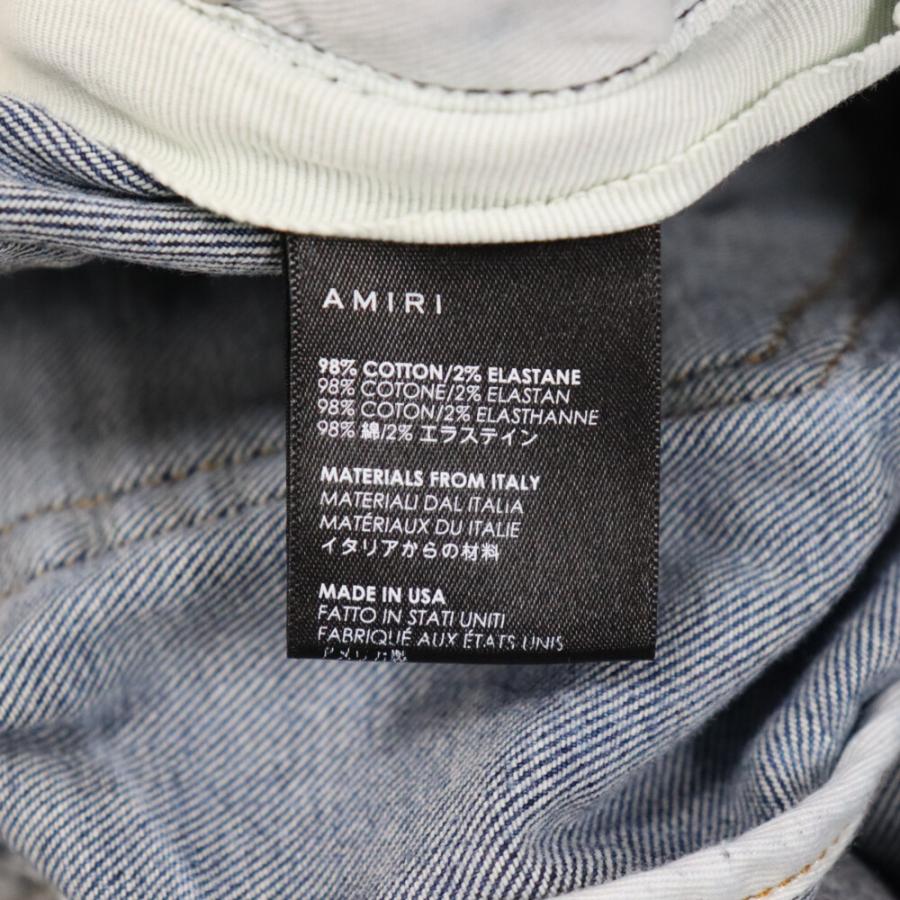 AMIRI
98% COTTON/2% ELASTANE
98% COTONE/2% ELASTAN
98% COTON/2% ELASTHANNE
98% 綿/2% エラステイン
MATERIALS FROM ITALY
MATERIALI DAL ITALIA
MATÉRIAUX DU ITALIE
イタリアからの材料
MADE IN USA
FATTO IN STATI UNITI
FABRIQUÉ AUX ÉTATS UNIS